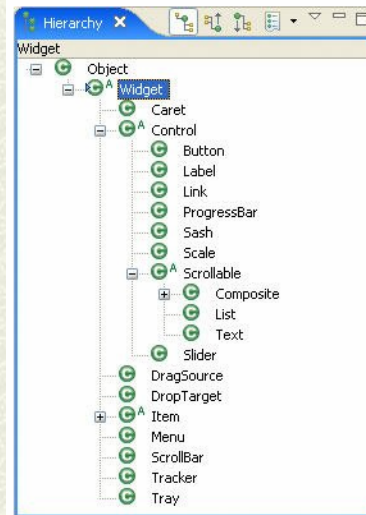 Hierarchy
Widget
Object
A Widget
Caret
A Control
Button
Label
Link
ProgressBar
Sash
Scale
A Scrollable
Composite
List
Text
Slider
DragSource
DropTarget
A Item
Menu
ScrollBar
Tracker
Tray